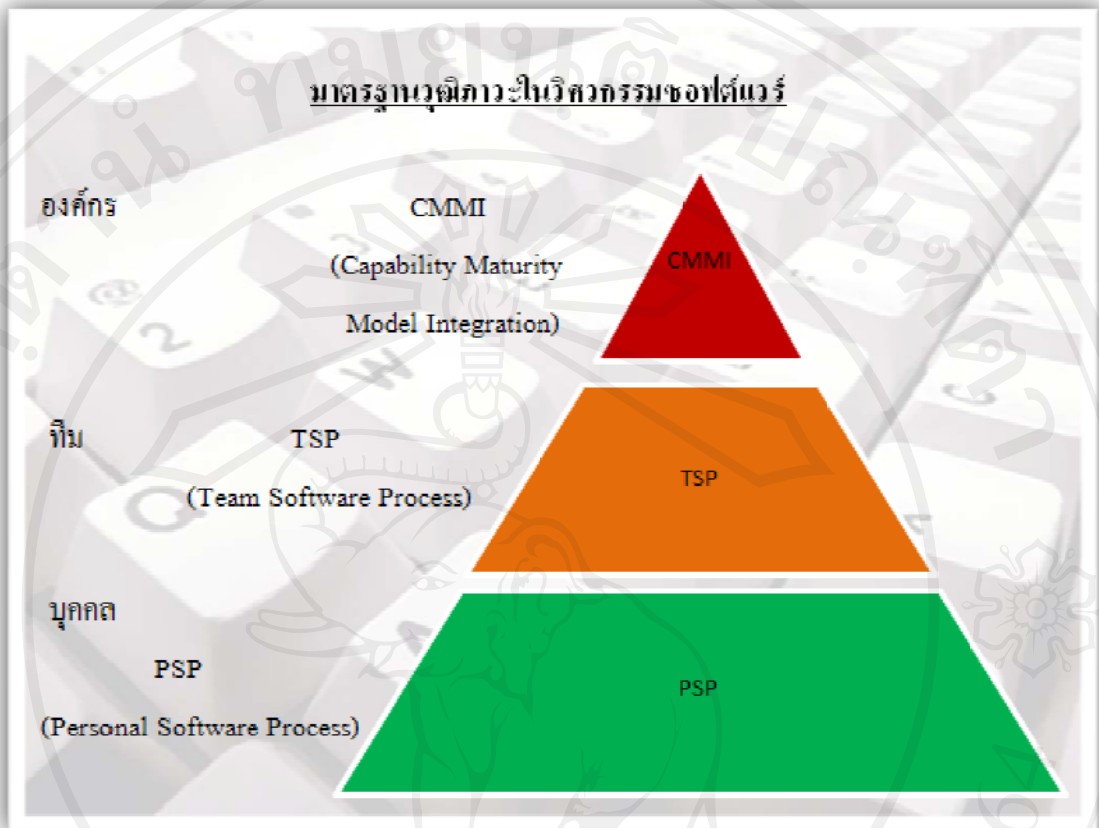 มาตรฐานวุฒิภาวะในวิศวกรรมซอฟต์แวร์
องค์กร
CMMI
(Capability Maturity
Model Integration)
CMMI
ทีม
TSP
(Team Software Process)
TSP
บุคคล
PSP
(Personal Software Process)
PSP